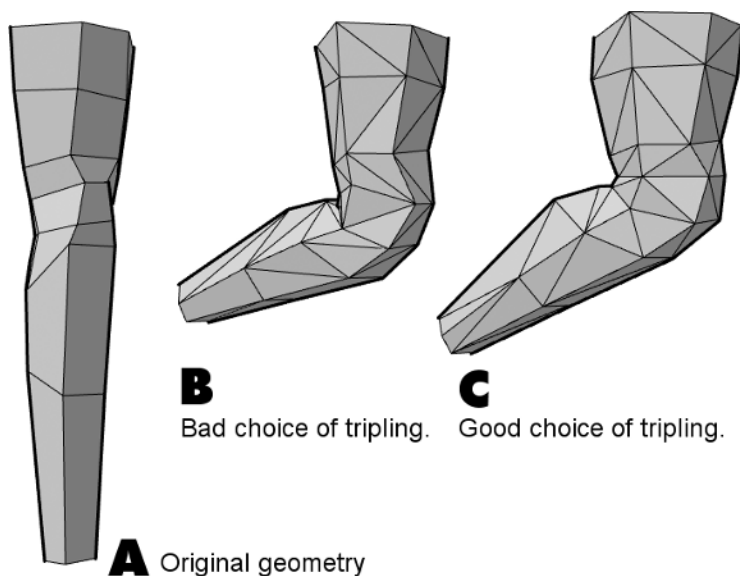 B
Bad choice of tripling.
C
Good choice of tripling.
A Original geometry